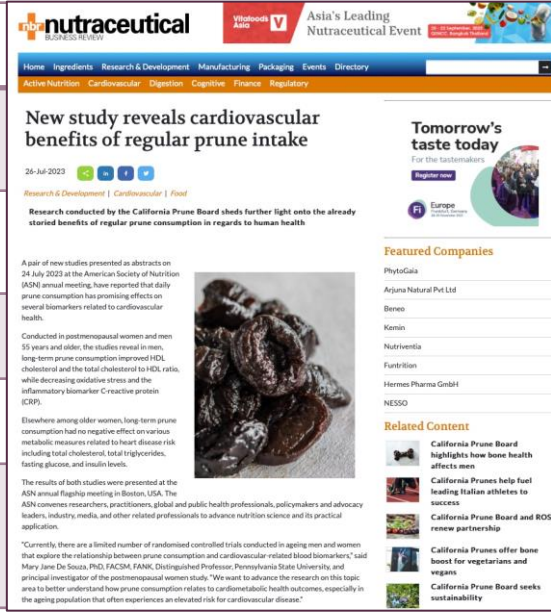 nbr nutraceutical
BUSINESS REVIEW
Vitafoods
Asia
Asia's Leading
Nutraceutical Event
Home Ingredients Research & Development Manufacturing Packaging Events Directory
Active Nutrition Cardiovascular Digestion Cognitive Finance Regulatory
New study reveals cardiovascular
benefits of regular prune intake
26-Jul-2023
Research & Development | Cardiovascular | Food
Research conducted by the California Prune Board sheds further light onto the already
storied benefits of regular prune consumption in regards to human health
A pair of new studies presented as abstracts on
24 July 2023 at the American Society of Nutrition
(ASN) annual meeting, have reported that daily
prune consumption has promising effects on
several biomarkers related to cardiovascular
health.
Conducted in postmenopausal women and men
55 years and older, the studies reveal in men,
long-term prune consumption improved HDL
cholesterol and the total cholesterol to HDL ratio,
while decreasing oxidative stress and the
inflammatory biomarker C-reactive protein
(CRP).
Elsewhere among older women, long-term prune
consumption had no negative effect on various
metabolic measures related to heart disease risk
including total cholesterol, total triglycerides,
fasting glucose, and insulin levels.
The results of both studies were presented at the
ASN annual flagship meeting in Boston, USA. The
ASN convenes researchers, practitioners, global and public health professionals, policymakers and advocacy
leaders, industry, media, and other related professionals to advance nutrition science and its practical
application.
"Currently, there are a limited number of randomised controlled trials conducted in ageing men and women
that explore the relationship between prune consumption and cardiovascular-related blood biomarkers," said
Mary Jane De Souza, PhD, FACSM, FANK, Distinguished Professor, Pennsylvania State University, and
principal investigator of the postmenopausal women study. "We want to advance the research on this topic
area to better understand how prune consumption relates to cardiometabolic health outcomes, especially in
the ageing population that often experiences an elevated risk for cardiovascular disease."
Tomorrow's
taste today
For the tastemakers
Register now
Fi Europe
Featured Companies
PhytoGaia
Arjuna Natural Pvt Ltd
Beneo
Kemin
Nutriventia
Funtrition
Hermes Pharma GmbH
NESSO
Related Content
California Prune Board
highlights how bone health
affects men
California Prunes help fuel
leading Italian athletes to
success
California Prune Board and ROS
renew partnership
California Prunes offer bone
boost for vegetarians and
vegans
California Prune Board seeks
sustainability